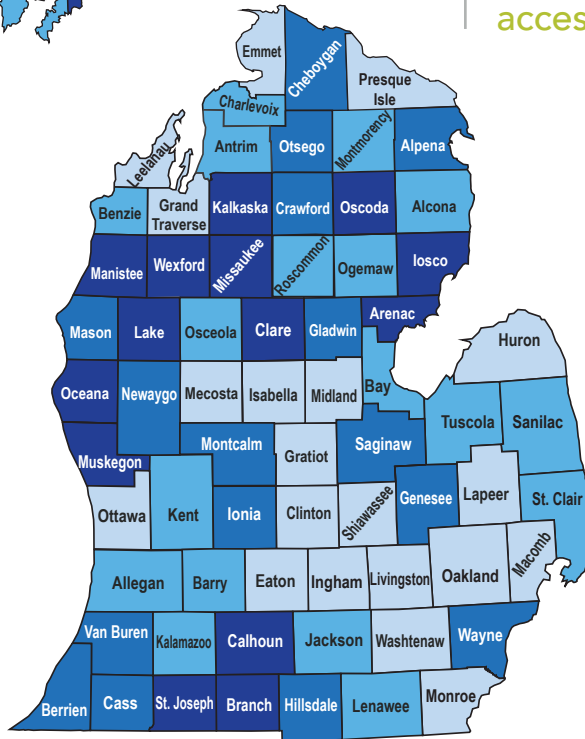 acces
Emmet
Cheboygan
Presque
Isle
Charlevoix
Leelanau
Antrim
Otsego
Montmorency
Alpena
Benzie
Grand
Traverse
Kalkaska
Crawford
Oscoda
Alcona
Manistee
Wexford
Missaukee
Roscommon
Ogemaw
Iosco
Mason
Lake
Osceola
Clare
Gladwin
Arenac
Huron
Oceana
Newaygo
Mecosta
Isabella
Midland
Bay
Tuscola
Sanilac
Muskegon
Montcalm
Gratiot
Saginaw
Ottawa
Kent
Ionia
Clinton
Shiawassee
Genesee
Lapeer
St. Clair
Allegan
Barry
Eaton
Ingham
Livingston
Oakland
Macomb
Van Buren
Kalamazoo
Calhoun
Jackson
Washtenaw
Wayne
Berrien
Cass
St. Joseph
Branch
Hillsdale
Lenawee
Monroe